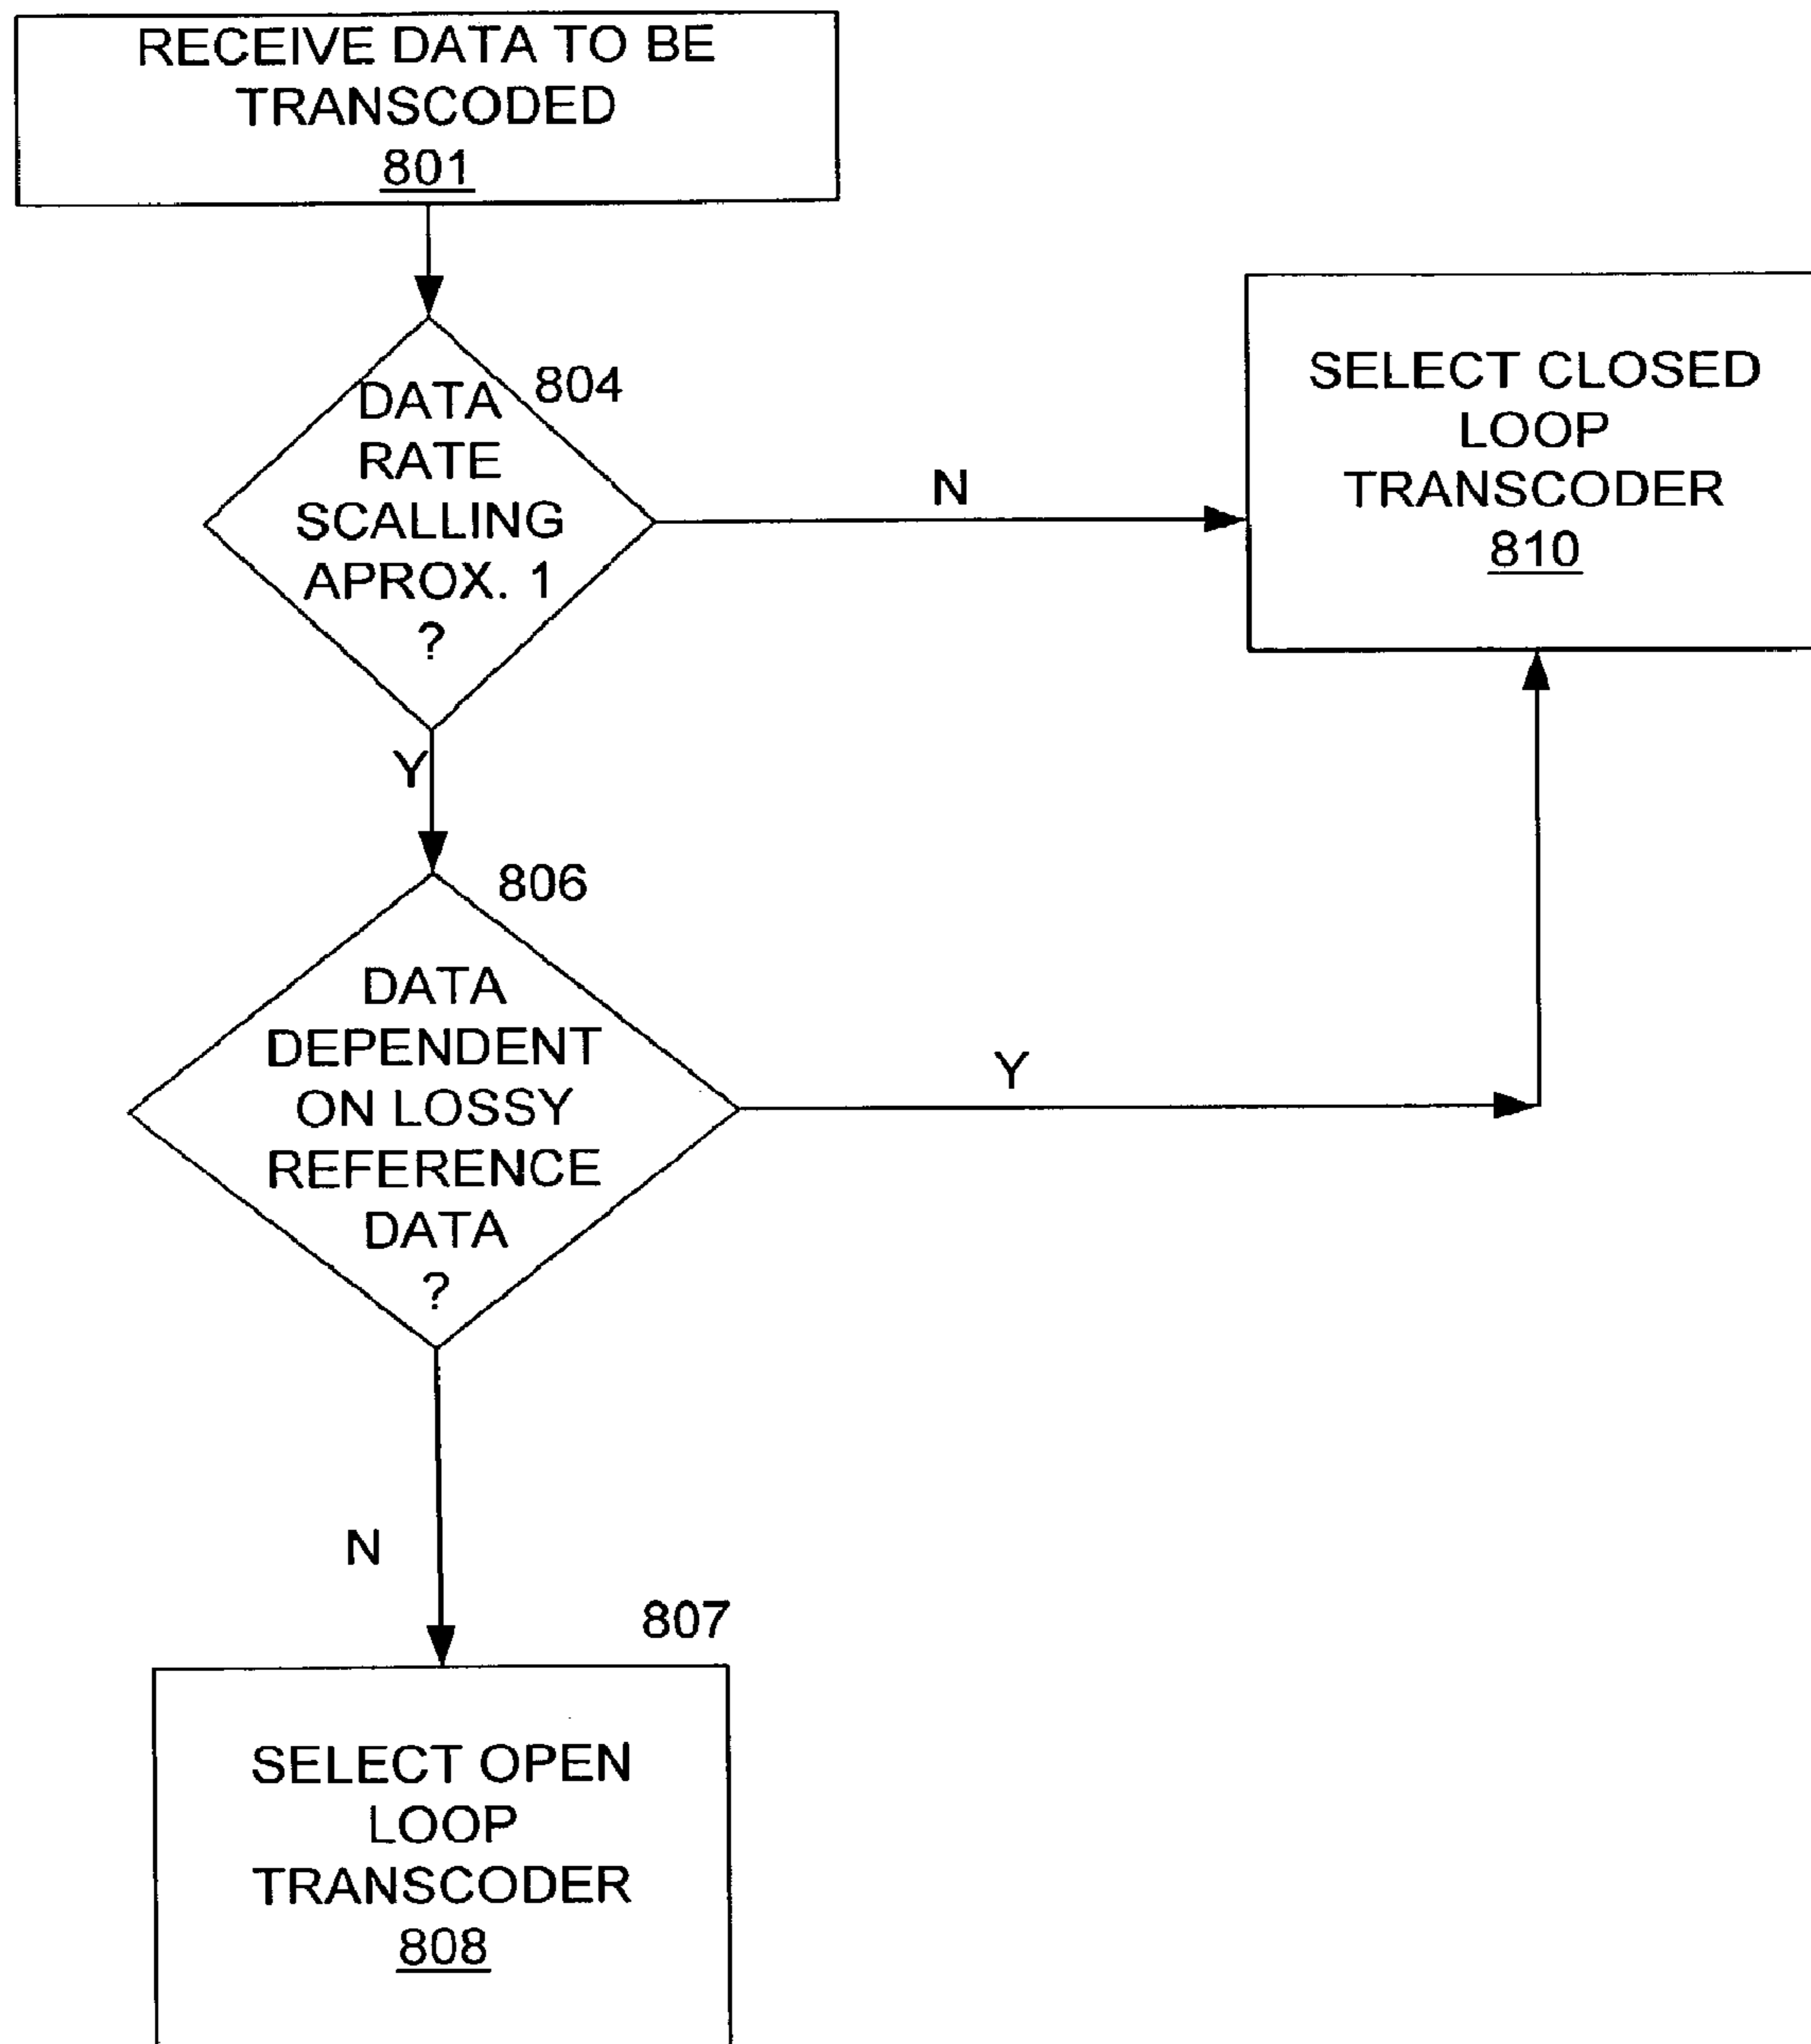 RECEIVE DATA TO BE
TRANSCODED
801
804
DATA
RATE
SCALLING
APROX. 1
?
N
SELECT CLOSED
LOOP
TRANSCODER
810
Y
806
DATA
DEPENDENT
ON LOSSY
REFERENCE
DATA
?
Y
N
807
SELECT OPEN
LOOP
TRANSCODER
808